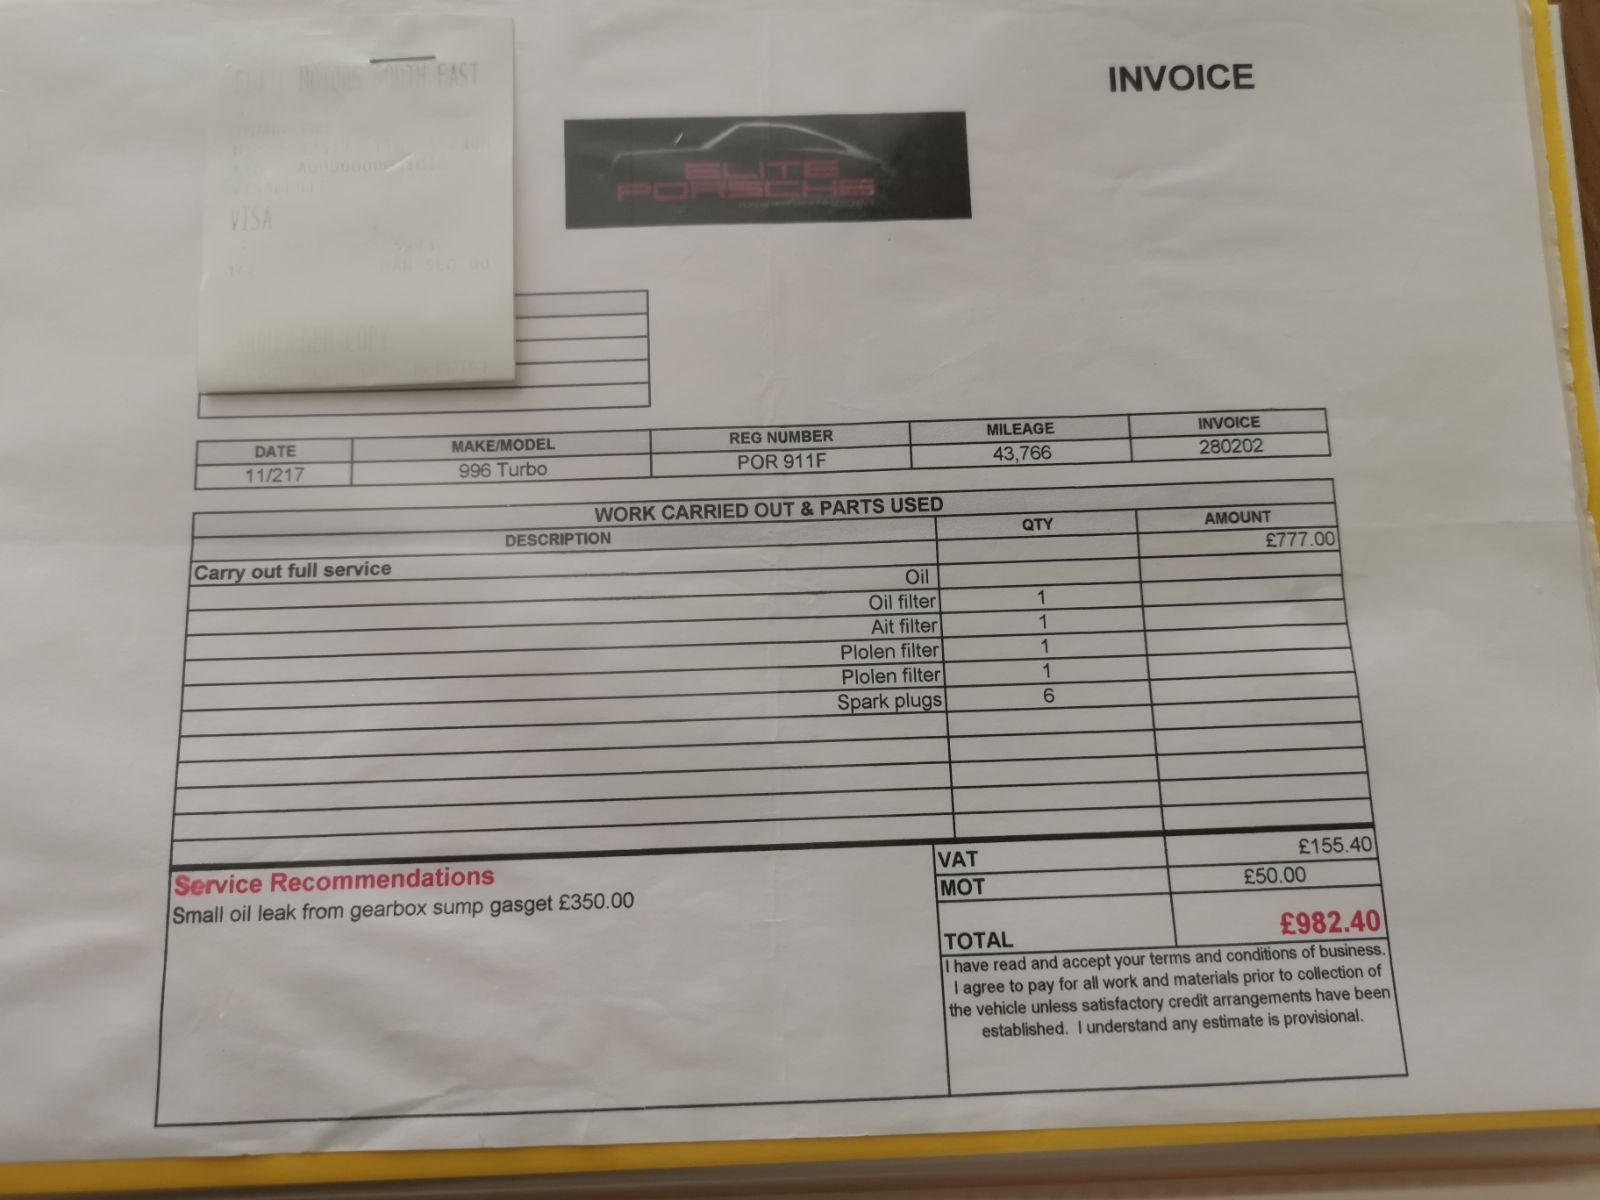 SOUTH EAST
VISA
INVOICE
ELITE
PORSCHE
DATE MAKE/MODEL REG NUMBER MILEAGE INVOICE
11/217 996 Turbo POR 911F 43,766 280202
WORK CARRIED OUT & PARTS USED
DESCRIPTION QTY AMOUNT
£777.00
Carry out full service
Oil
Oil filter 1
Ait filter 1
Plolen filter 1
Plolen filter 1
Spark plugs 6
VAT £155.40
MOT £50.00
TOTAL £982.40
Service Recommendations
Small oil leak from gearbox sump gasget £350.00
I have read and accept your terms and conditions of business.
I agree to pay for all work and materials prior to collection of
the vehicle unless satisfactory credit arrangements have been
established. I understand any estimate is provisional.